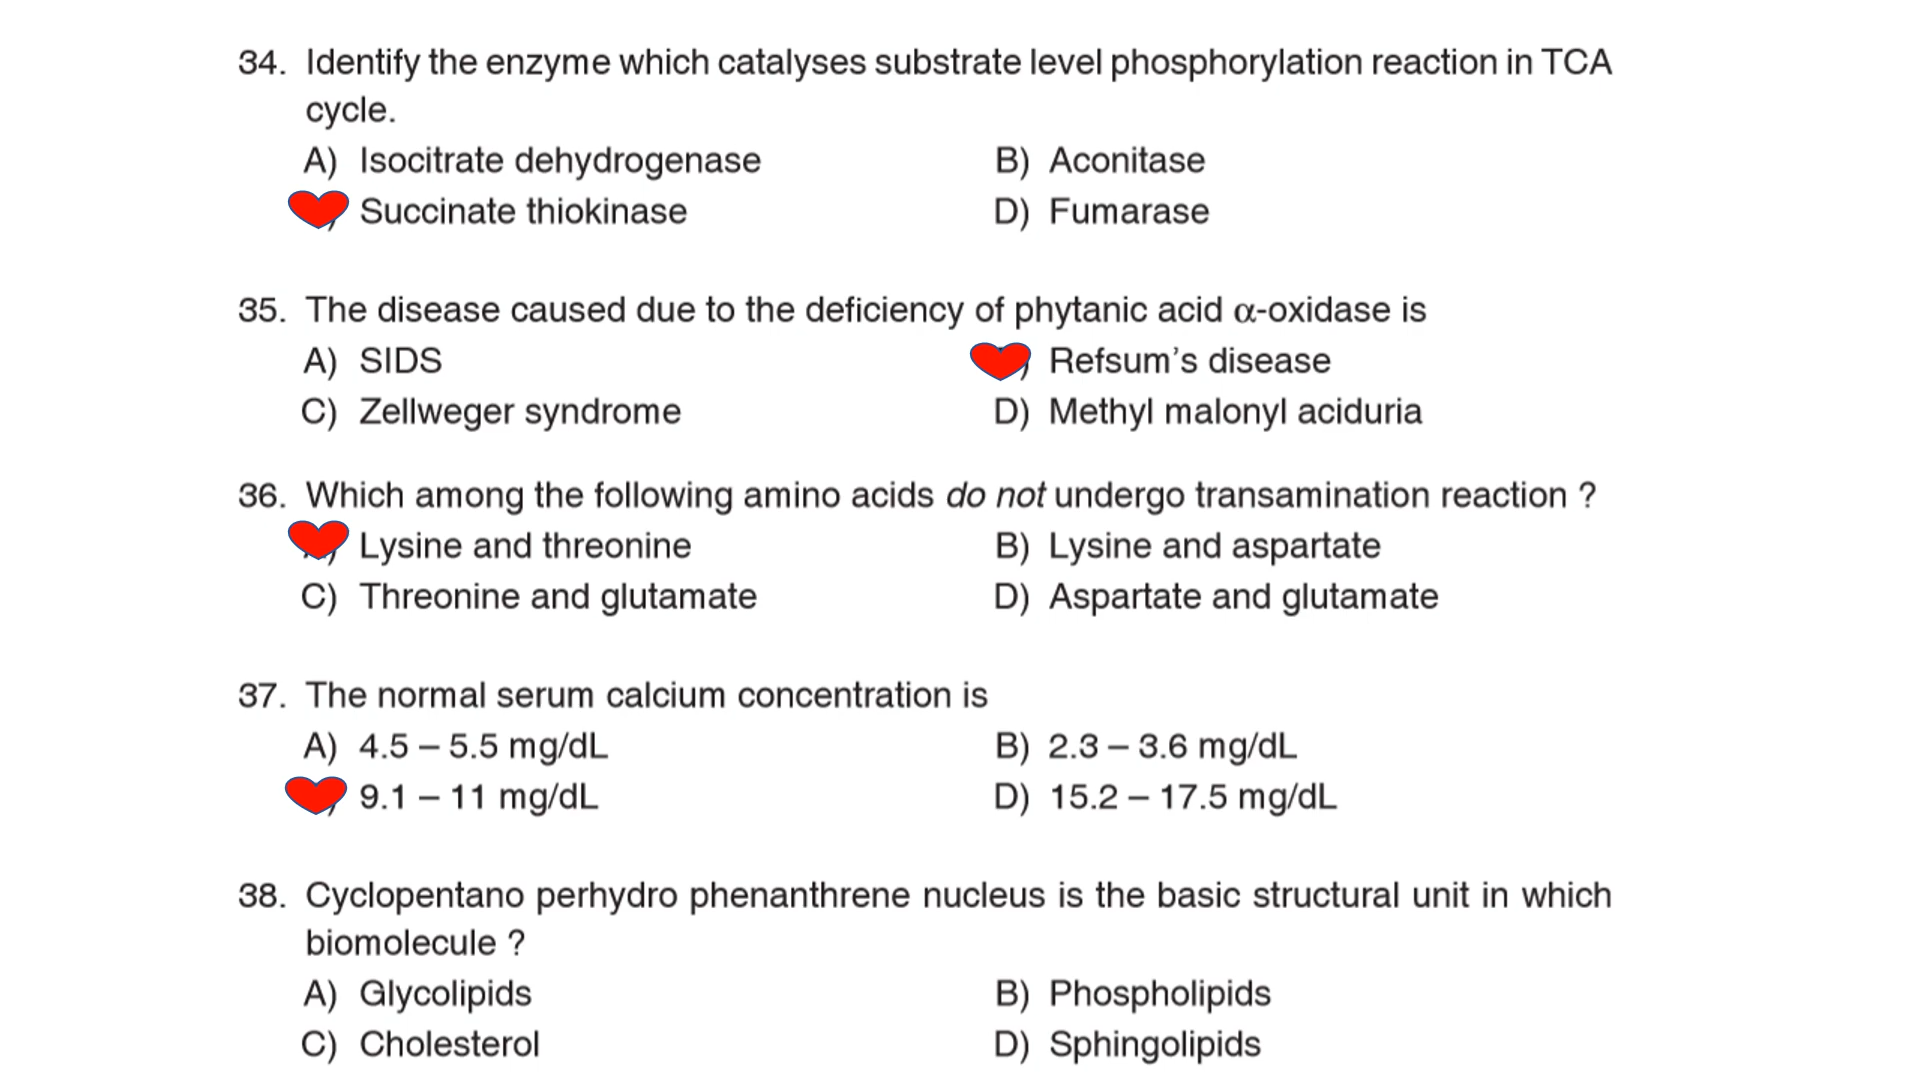 34. Identify the enzyme which catalyses substrate level phosphorylation reaction in TCA
cycle.
A) Isocitrate dehydrogenase B) Aconitase
Succinate thiokinase D) Fumarase
35. The disease caused due to the deficiency of phytanic acid α-oxidase is
A) SIDS Refsum’s disease
C) Zellweger syndrome D) Methyl malonyl aciduria
36. Which among the following amino acids do not undergo transamination reaction ?
Lysine and threonine B) Lysine and aspartate
C) Threonine and glutamate D) Aspartate and glutamate
37. The normal serum calcium concentration is
A) 4.5 – 5.5 mg/dL B) 2.3 – 3.6 mg/dL
9.1 – 11 mg/dL D) 15.2 – 17.5 mg/dL
38. Cyclopentano perhydro phenanthrene nucleus is the basic structural unit in which
biomolecule ?
A) Glycolipids B) Phospholipids
C) Cholesterol D) Sphingolipids